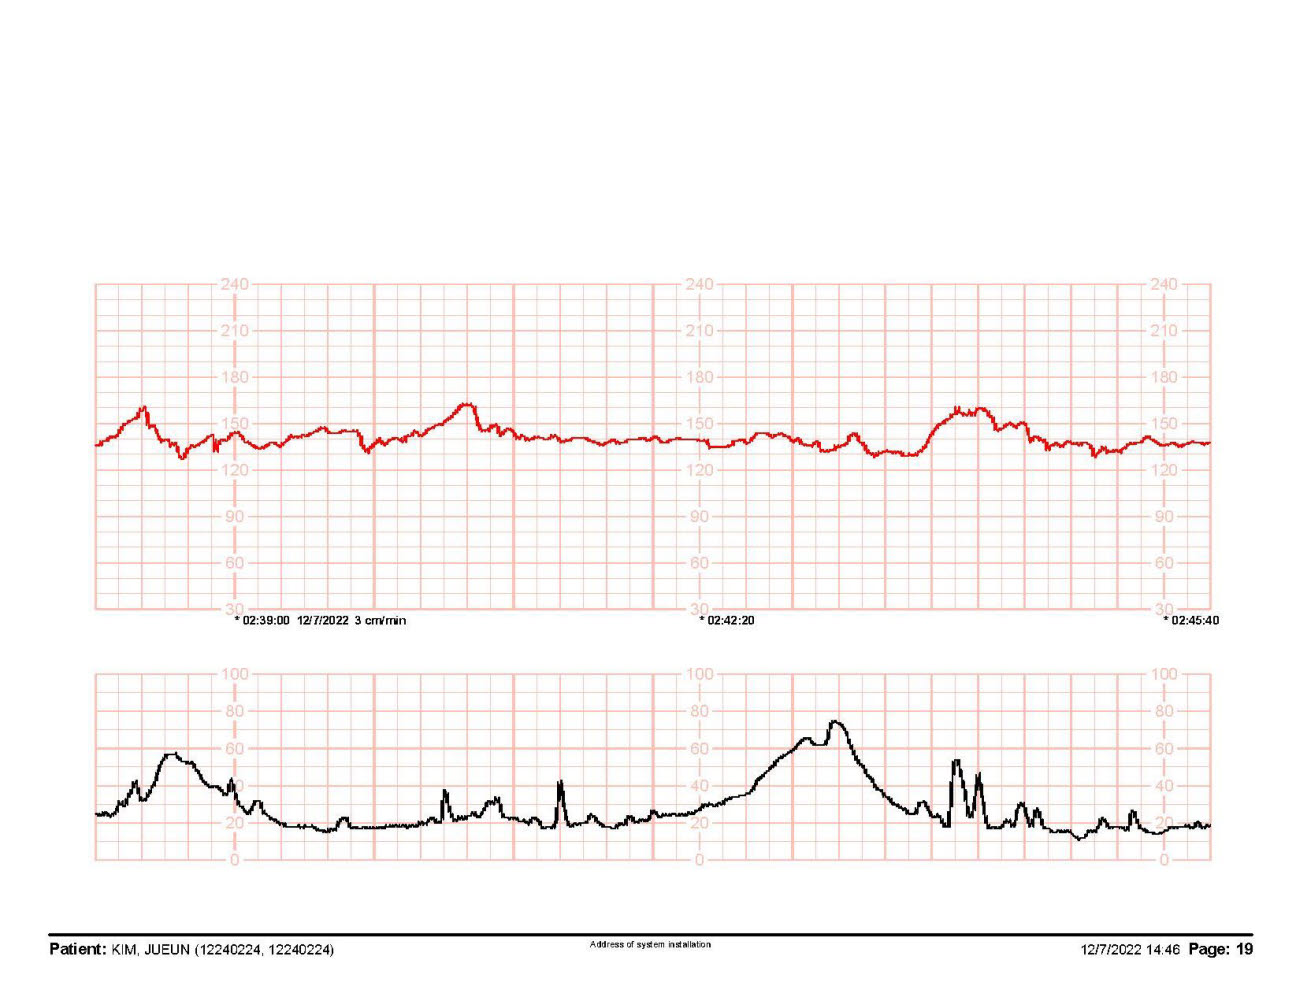 240 240 240
210 210 210
180 180 180
150 150 150
120 120 120
90 90 90
60 60 60
30 30 30
* 02:39:00 12/7/2022 3 cm/min * 02:42:20 * 02:45:40
100 100 100
80 80 80
60 60 60
40 40 40
20 20 20
0 0 0
Patient: KIM, JUEUN (12240224, 12240224) Address of system installation 12/7/2022 14:46 Page: 19